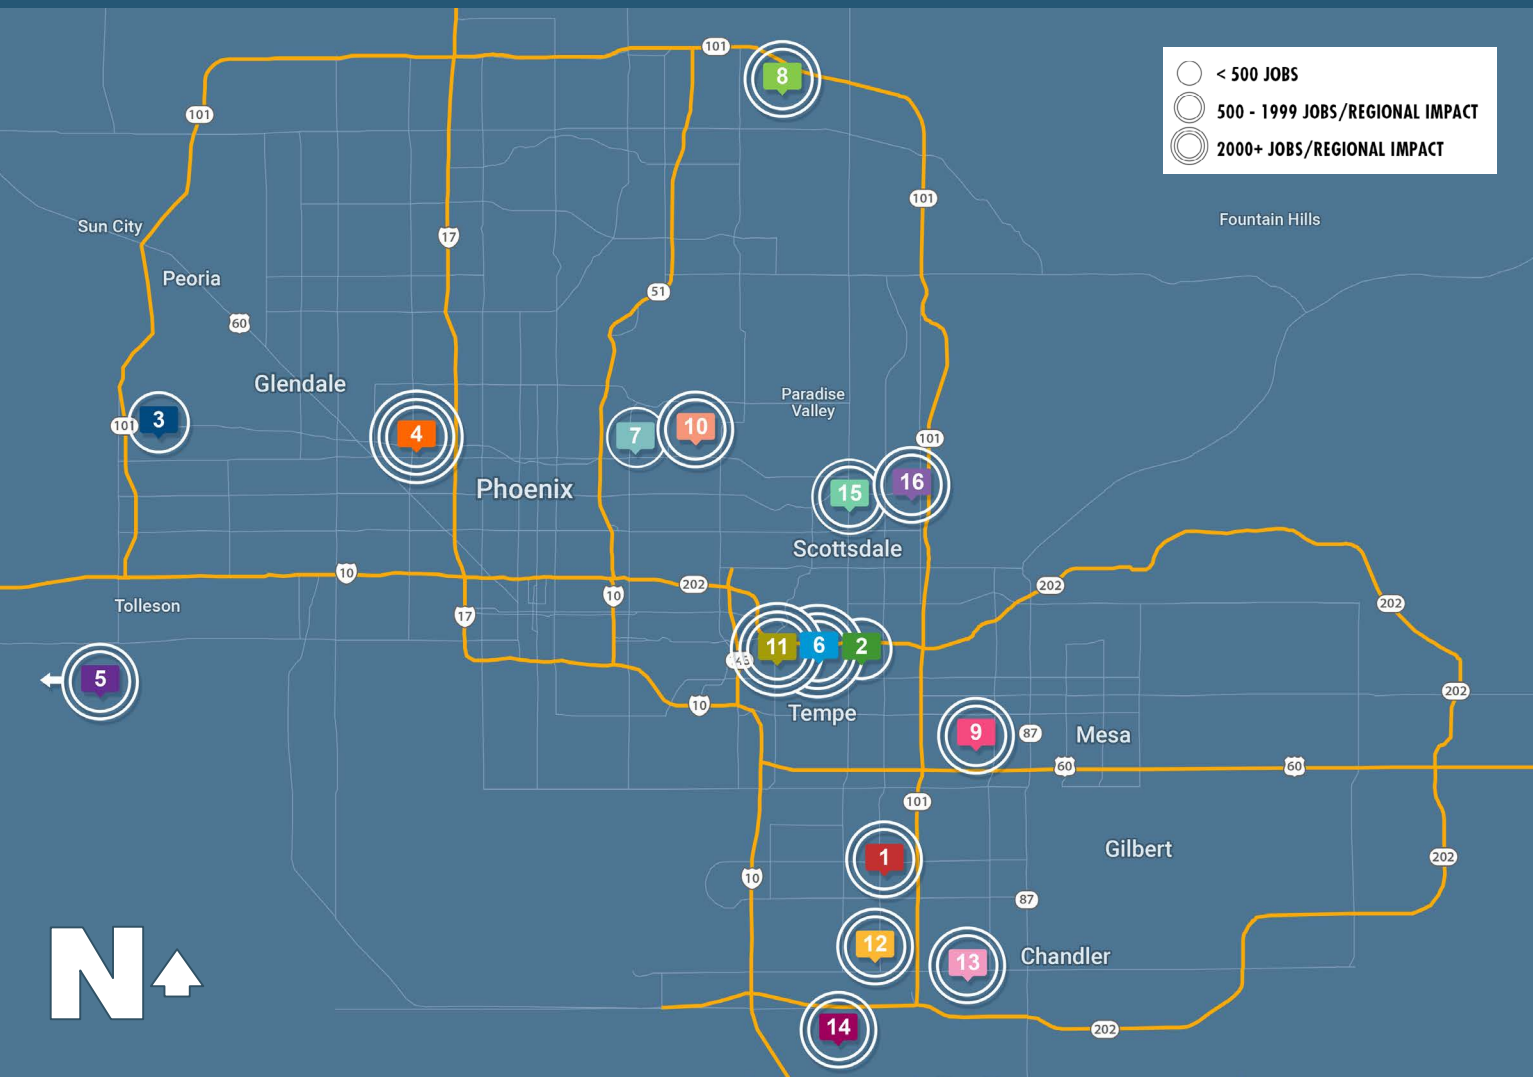 101
8
< 500 JOBS
500 - 1999 JOBS/REGIONAL IMPACT
2000+ JOBS/REGIONAL IMPACT
101
101
Sun City
17
Fountain Hills
Peoria
51
60
Glendale
Paradise
Valley
3
101
4
7
10
101
Phoenix
15
16
Scottsdale
10
202
10
202
202
Tolleson
17
11
6
2
5
10
Tempe
202
9
87
Mesa
60
60
101
1
Gilbert
202
10
87
12
13
Chandler
N
14
202